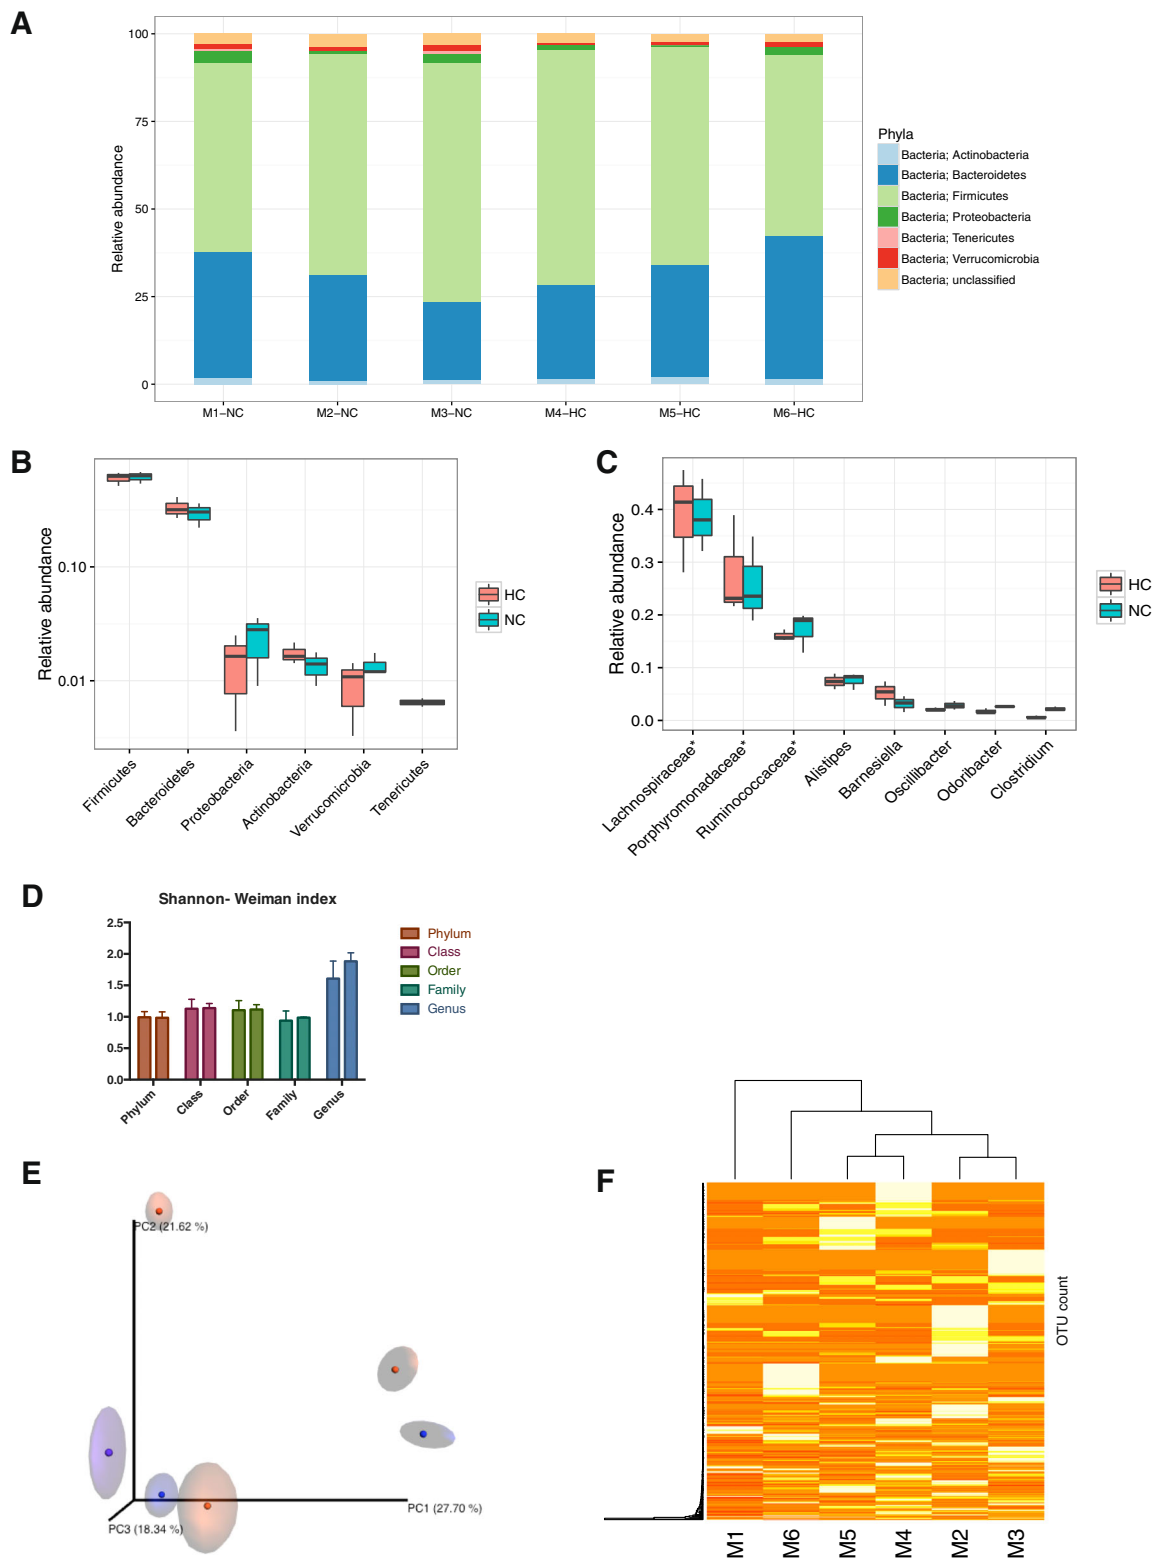 A
100
75
50
25
0
Relative abundance
M1–NC
M2–NC
M3–NC
M4–HC
M5–HC
M6–HC
Phyla
Bacteria; Actinobacteria
Bacteria; Bacteroidetes
Bacteria; Firmicutes
Bacteria; Proteobacteria
Bacteria; Tenericutes
Bacteria; Verrucomicrobia
Bacteria; unclassified
B
Relative abundance
0.10
0.01
Firmicutes
Bacteroidetes
Proteobacteria
Actinobacteria
Verrucomicrobia
Tenericutes
HC
NC
C
Relative abundance
0.4
0.3
0.2
0.1
0.0
Lachnospiraceae*
Porphyromonadaceae*
Ruminococcaceae*
Alistipes
Barnesiella
Oscillibacter
Odoribacter
Clostridium
HC
NC
D
Shannon- Weiman index
2.5
2.0
1.5
1.0
0.5
0.0
Phylum
Class
Order
Family
Genus
Phylum
Class
Order
Family
Genus
E
PC2 (21.62 %)
PC1 (27.70 %)
PC3 (18.34 %)
F
OTU count
M1
M6
M5
M4
M2
M3